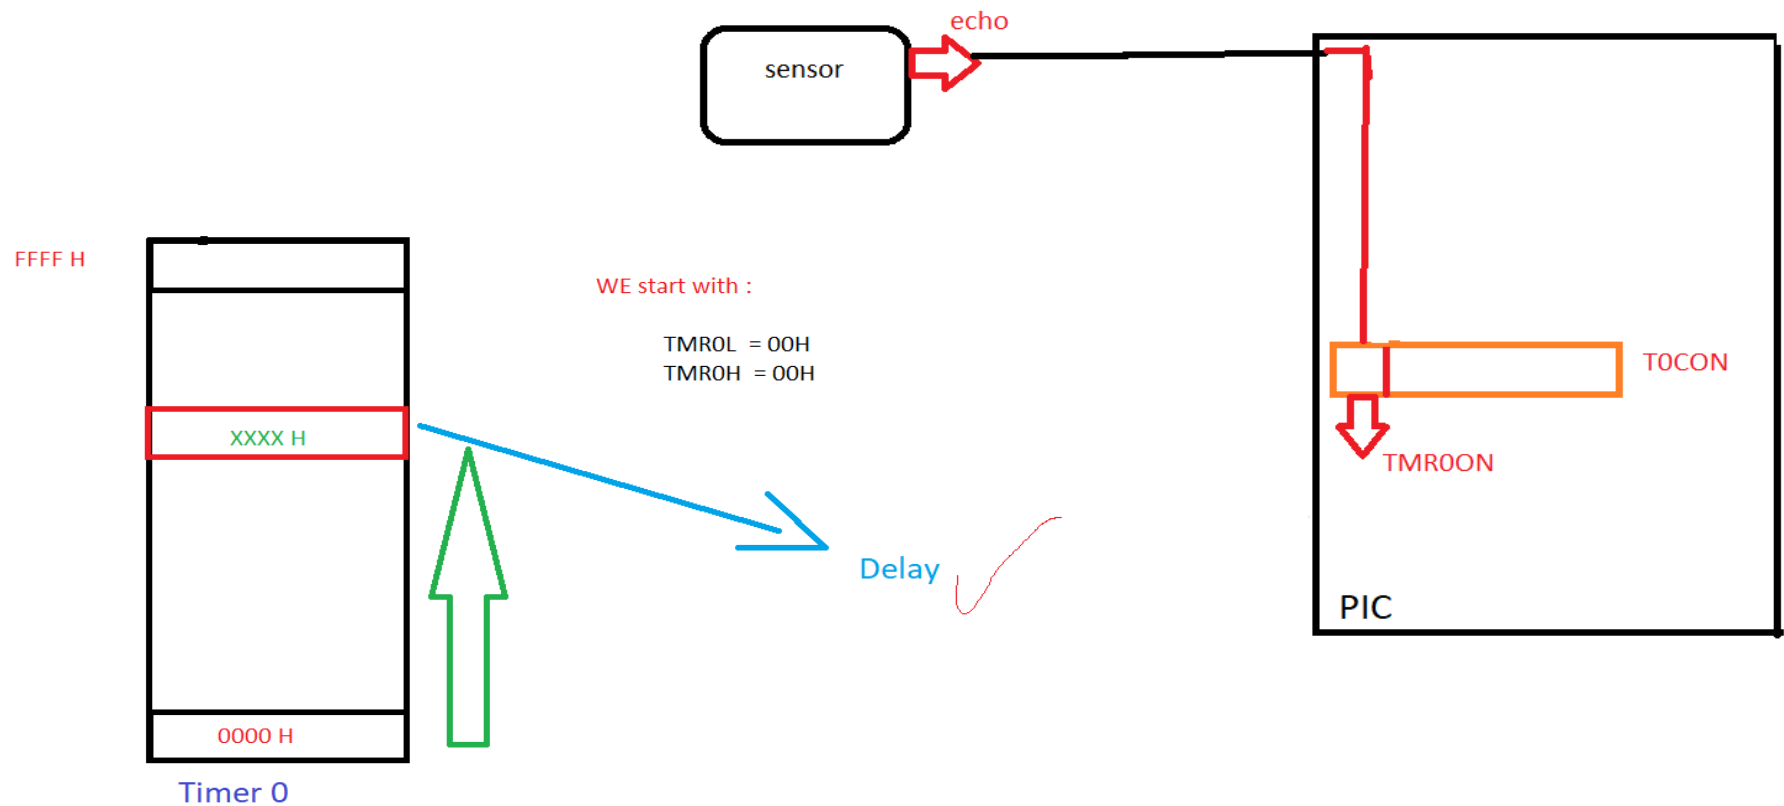 echo
sensor
FFFF H
WE start with :
TMR0L = 00H
TMR0H = 00H
T0CON
XXXX H
TMR0ON
Delay
PIC
0000 H
Timer 0